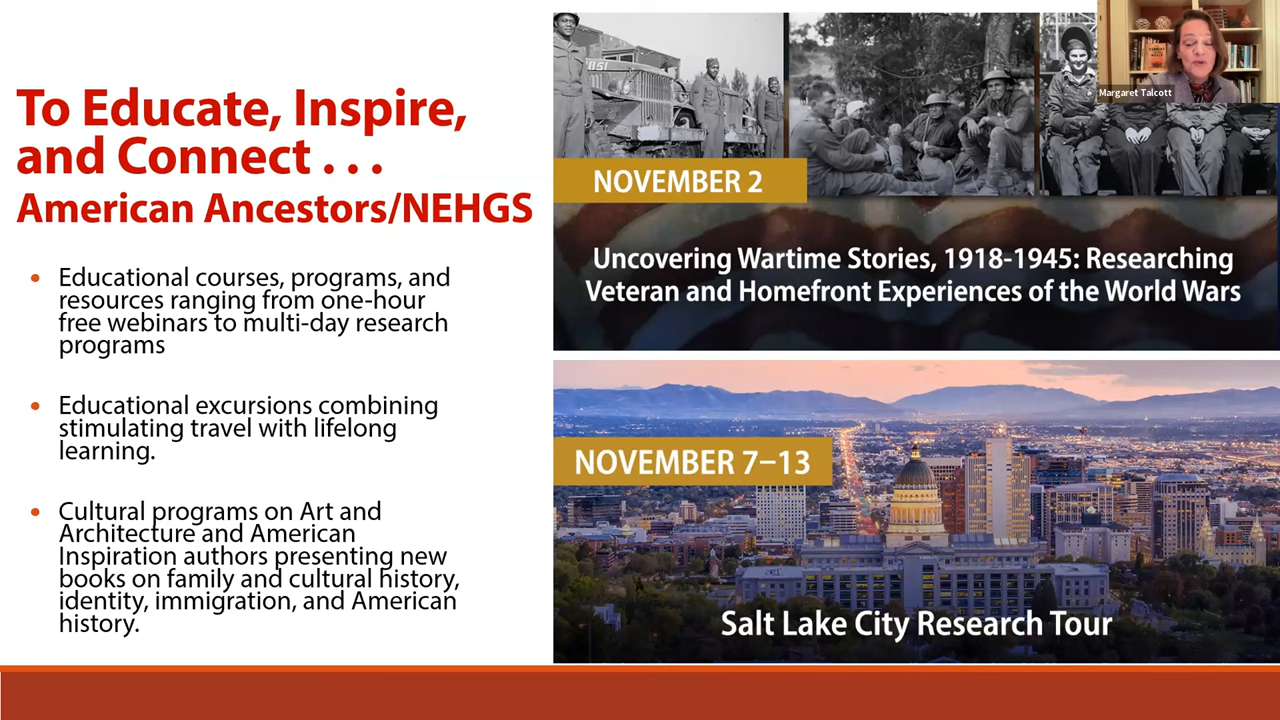 To Educate, Inspire,
and Connect . . .
American Ancestors/NEHGS
• Educational courses, programs, and
resources ranging from one-hour
free webinars to multi-day research
programs
• Educational excursions combining
stimulating travel with lifelong
learning.
• Cultural programs on Art and
Architecture and American
Inspiration authors presenting new
books on family and cultural history,
identity, immigration, and American
history.
Margaret Talcott
NOVEMBER 2
Uncovering Wartime Stories, 1918-1945: Researching
Veteran and Homefront Experiences of the World Wars
NOVEMBER 7–13
Salt Lake City Research Tour